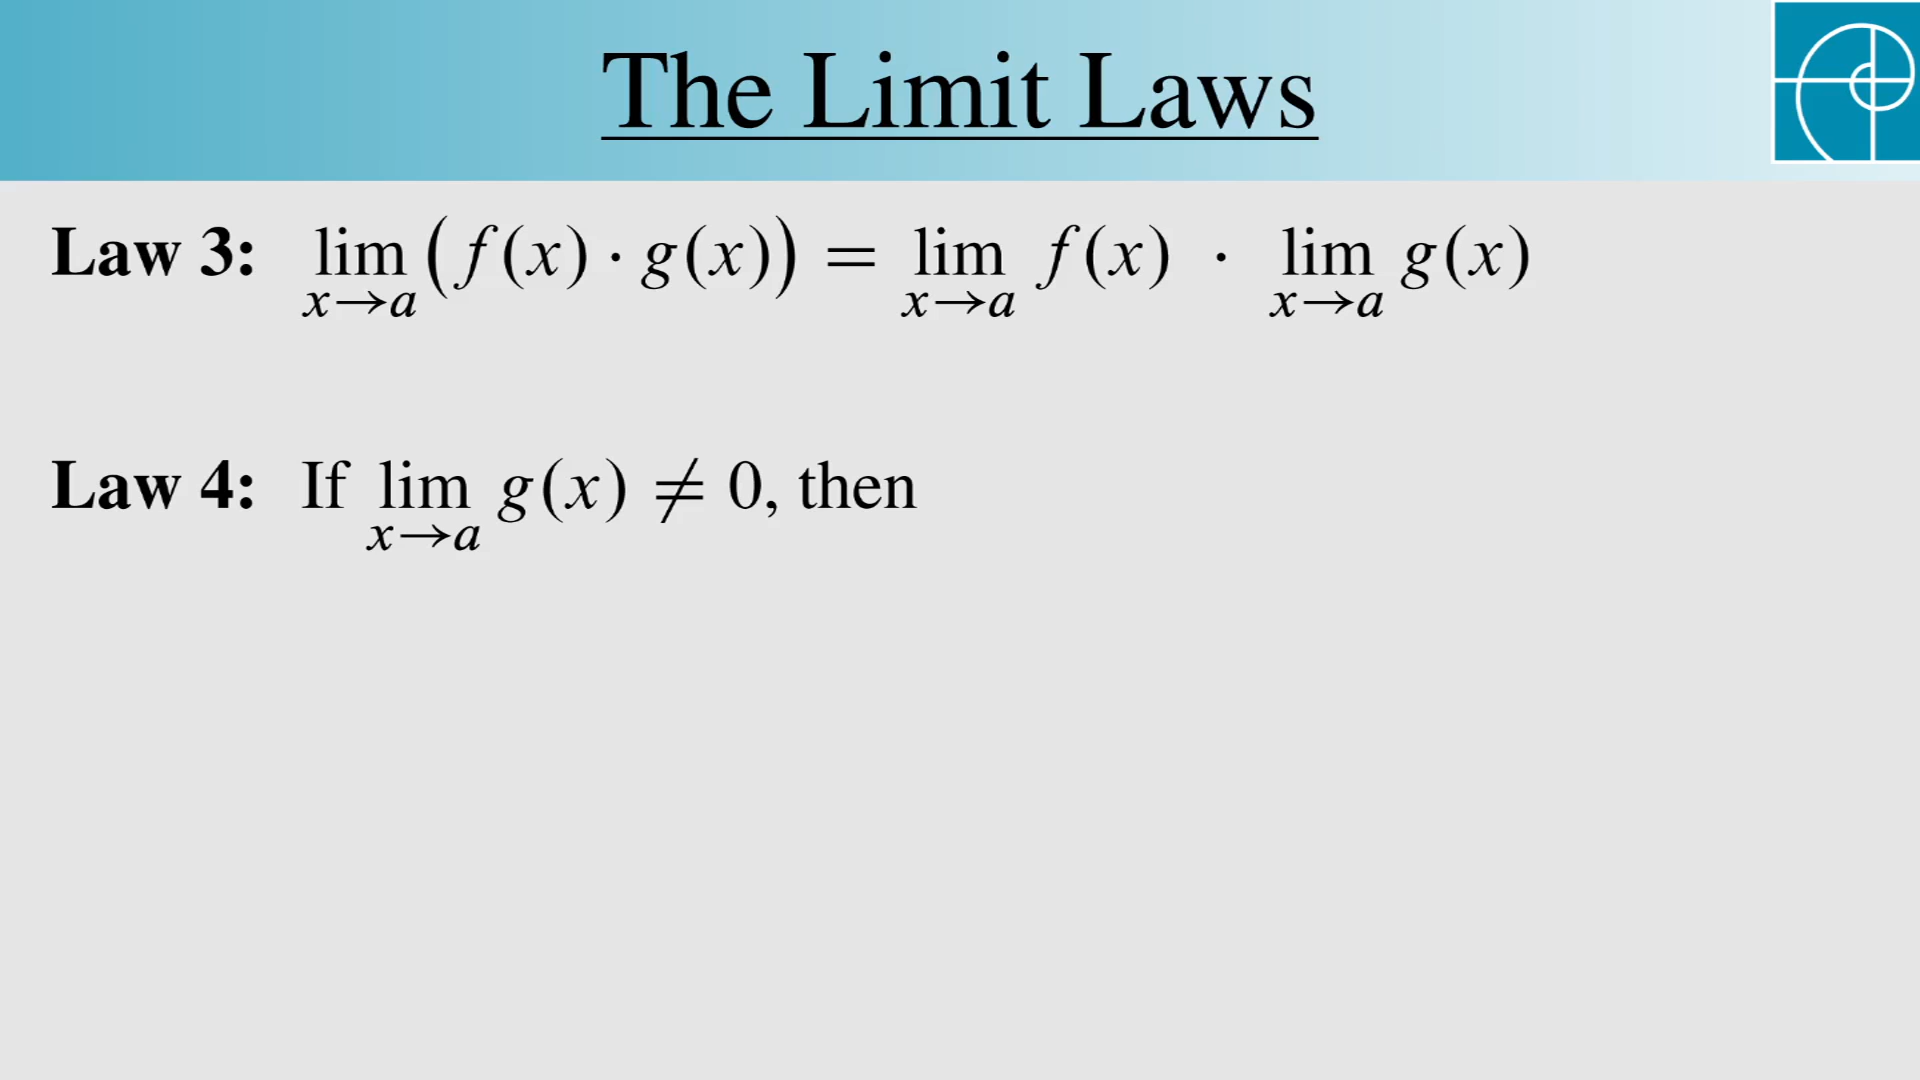 The Limit Laws
Law 3: lim x→a (f(x) · g(x)) = lim x→a f(x) · lim x→a g(x)
Law 4: If lim x→a g(x) ≠ 0, then